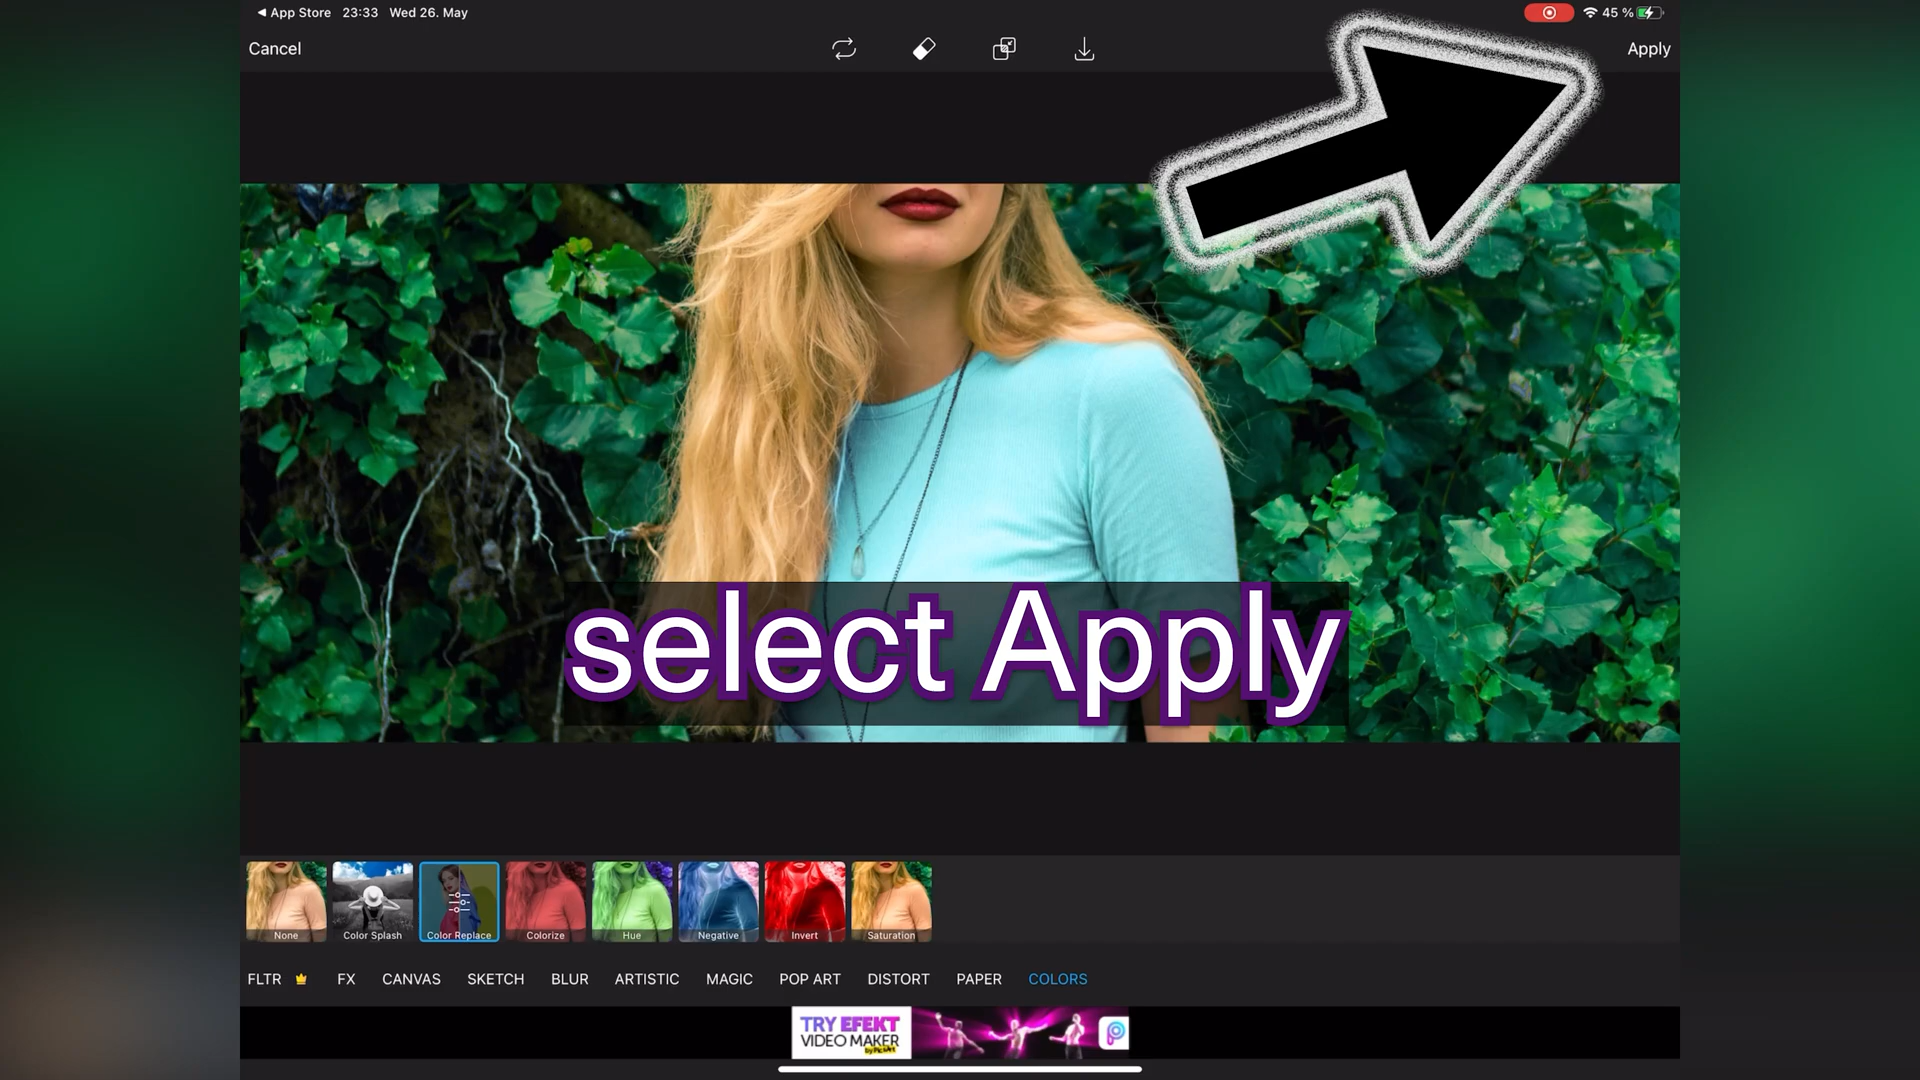 App Store 23:33 Wed 26. May
45 %
Cancel
Apply
select Apply
None
Color Splash
Color Replace
Colorize
Hue
Negative
Invert
Saturation
FLTR FX CANVAS SKETCH BLUR ARTISTIC MAGIC POP ART DISTORT PAPER COLORS
TRY EFEKT
VIDEO MAKER
by PicsArt